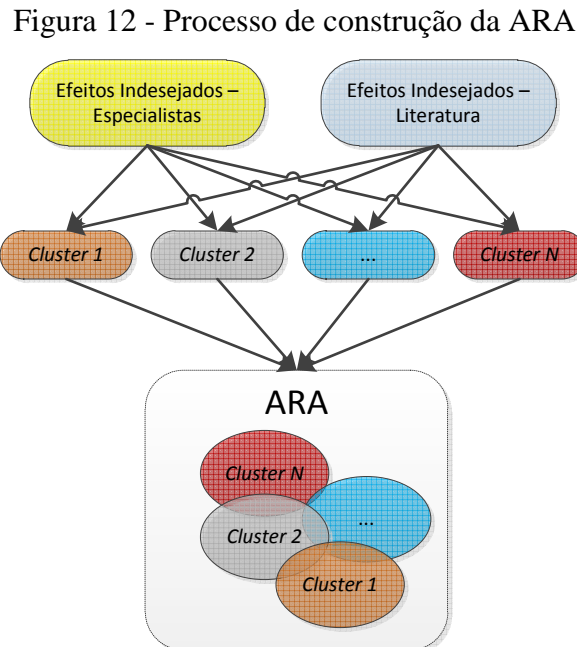 Figura 12 - Processo de construção da ARA
Efeitos Indesejados –
Especialistas
Efeitos Indesejados –
Literatura
Cluster 1
Cluster 2
...
Cluster N
ARA
Cluster N
...
Cluster 2
Cluster 1